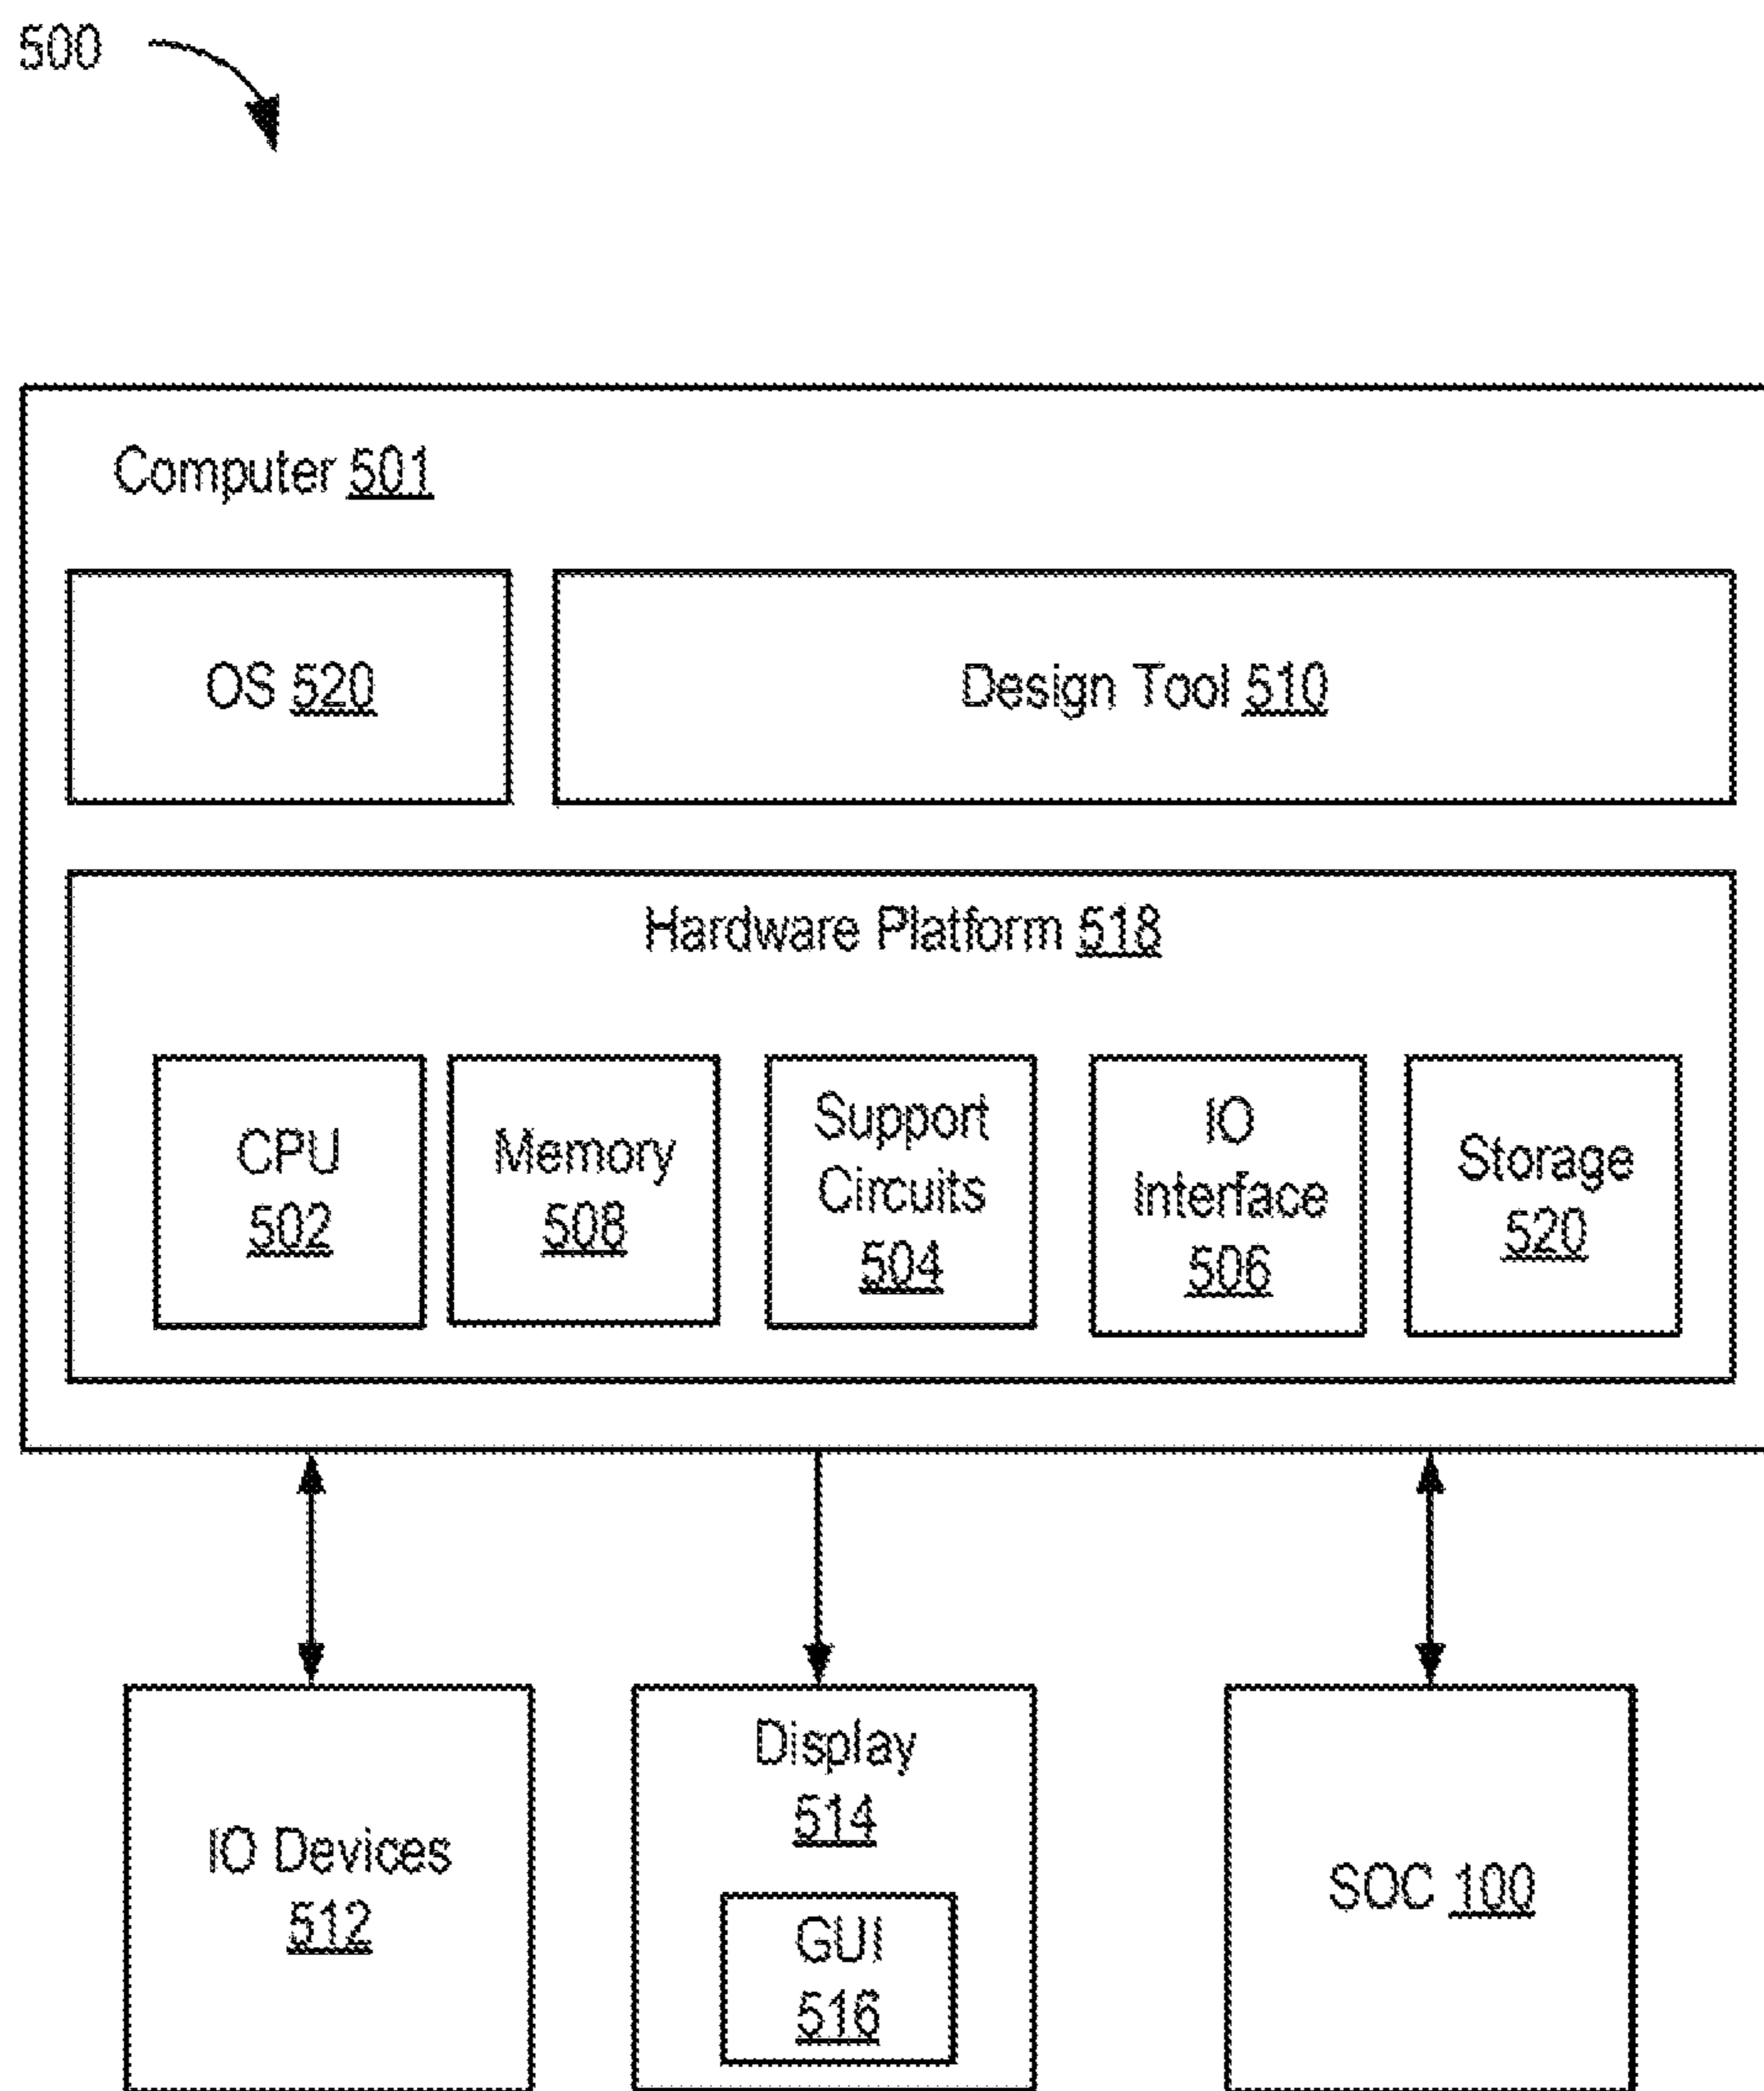 500
Computer 501
OS 520
Design Tool 510
Hardware Platform 518
CPU
502
Memory
508
Support
Circuits
504
IO
Interface
506
Storage
520
IO Devices
512
Display
514
GUI
516
SOC 100